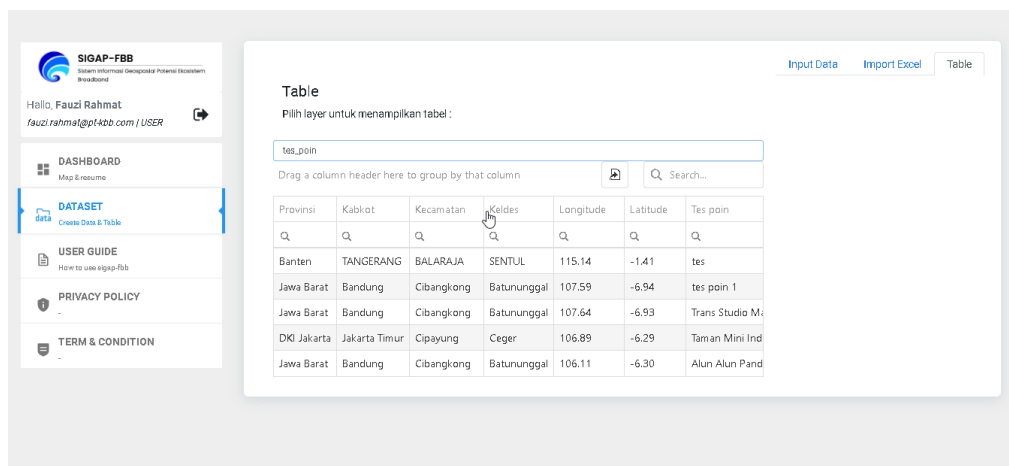 SIGAP-FBB
Sistem Informasi Geospasial Potensi Ekosistem
Broadband
Hallo, Fauzi Rahmat
fauzi.rahmat@pt-kbb.com | USER
DASHBOARD
Map & resume
data
DATASET
Create Data & Table
USER GUIDE
How to use sigap-fbb
PRIVACY POLICY
-
TERM & CONDITION
-
Input Data Import Excel Table
Table
Pilih layer untuk menampilkan tabel :
tes_poin
Drag a column header here to group by that column Search...
Provinsi Kabkot Kecamatan Keldes Longitude Latitude Tes poin
Banten TANGERANG BALARAJA SENTUL 115.14 -1.41 tes
Jawa Barat Bandung Cibangkong Batununggal 107.59 -6.94 tes poin 1
Jawa Barat Bandung Cibangkong Batununggal 107.64 -6.93 Trans Studio Ma
DKI Jakarta Jakarta Timur Cipayung Ceger 106.89 -6.29 Taman Mini Ind
Jawa Barat Bandung Cibangkong Batununggal 106.11 -6.30 Alun Alun Pand